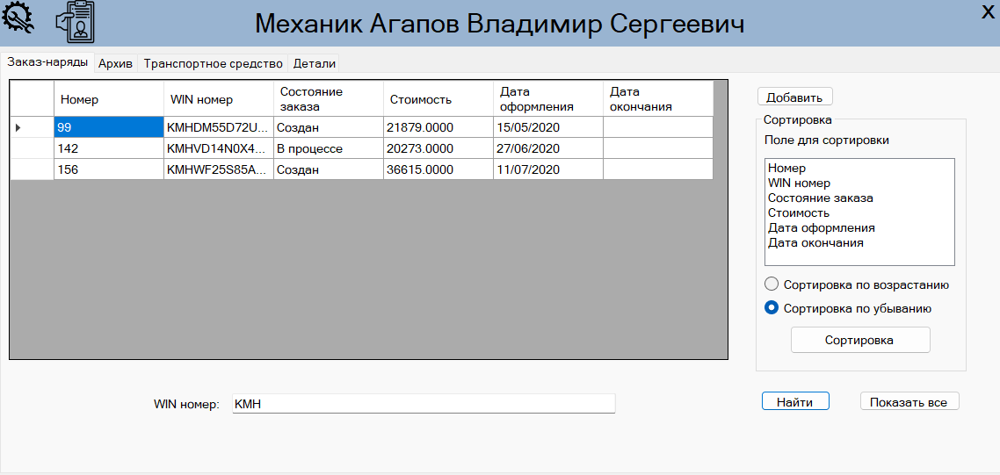 Механик Агапов Владимир Сергеевич
X
Заказ-наряды Архив Транспортное средство Детали
Номер WIN номер Состояние заказа Стоимость Дата оформления Дата окончания
99 KMHDM55D72U... Создан 21879.0000 15/05/2020
142 KMHVD14N0X4... В процессе 20273.0000 27/06/2020
156 KMHWF25S85A... Создан 36615.0000 11/07/2020
Добавить
Сортировка
Поле для сортировки
Номер
WIN номер
Состояние заказа
Стоимость
Дата оформления
Дата окончания
Сортировка по возрастанию
Сортировка по убыванию
Сортировка
WIN номер: KMH
Найти Показать все